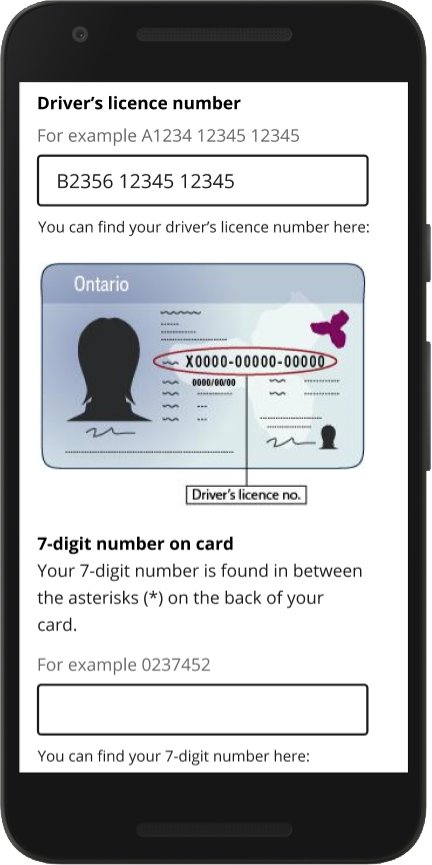 Driver’s licence number
For example A1234 12345 12345
B2356 12345 12345
You can find your driver’s licence number here:
Ontario
X0000-00000-00000
0000/00/00
Driver’s licence no.
7-digit number on card
Your 7-digit number is found in between
the asterisks (*) on the back of your
card.
For example 0237452
You can find your 7-digit number here: